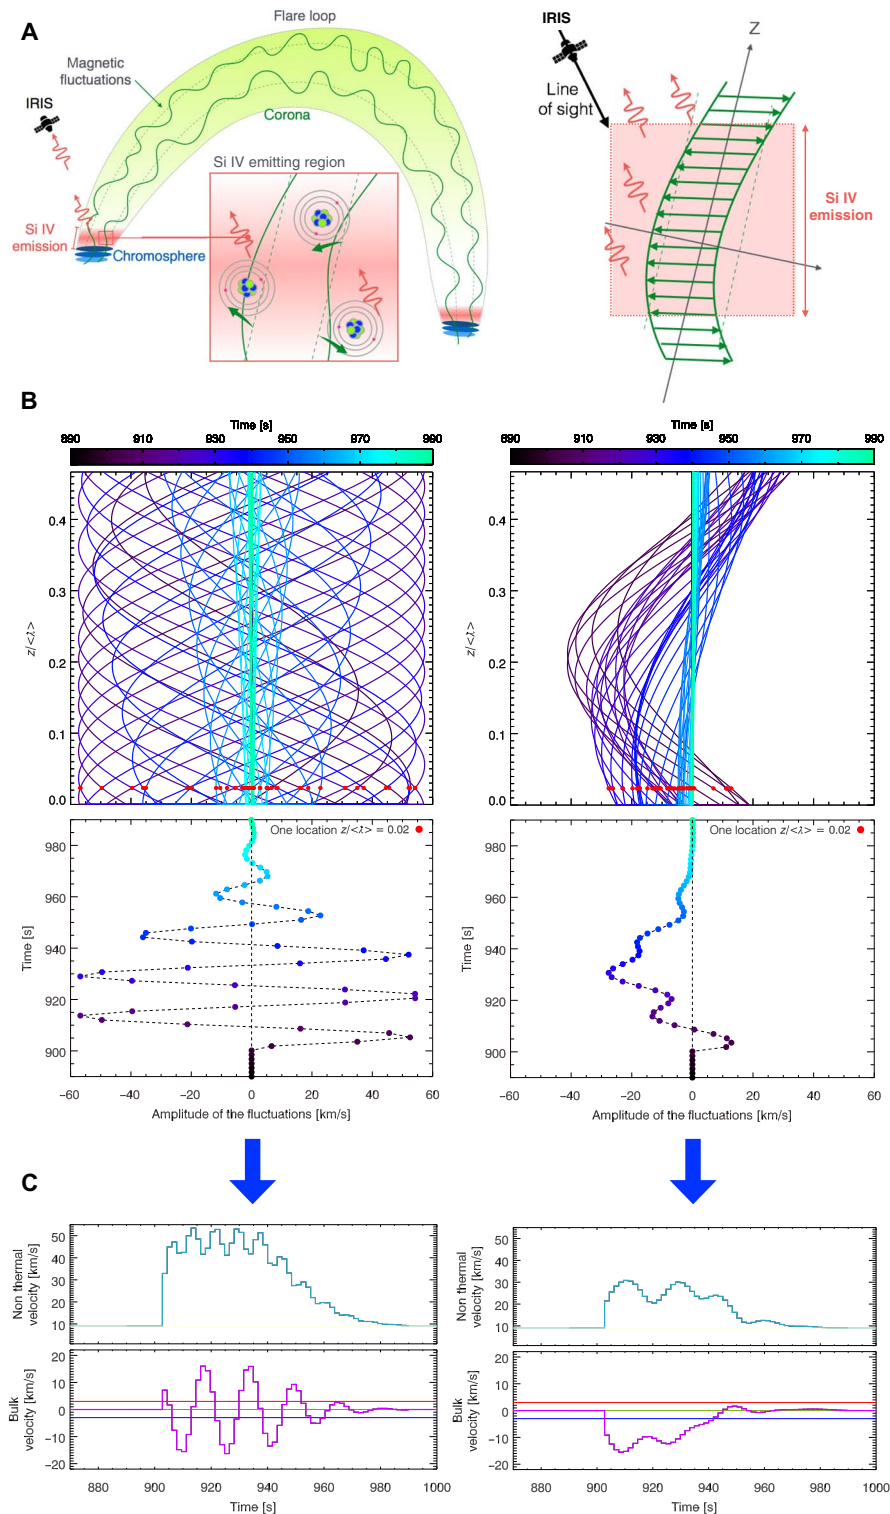 A
Flare loop
Magnetic
fluctuations
IRIS
Corona
Si IV emitting region
Si IV
emission
Chromosphere
IRIS
Line
of sight
Z
Si IV
emission
B
Time [s]
890 910 930 950 970 990
z/<λ>
0.4
0.3
0.2
0.1
0.0
One location z/<λ> = 0.02
Time [s]
980
960
940
920
900
−60 −40 −20 0 20 40 60
Amplitude of the fluctuations [km/s]
Time [s]
890 910 930 950 970 990
z/<λ>
0.4
0.3
0.2
0.1
0.0
One location z/<λ> = 0.02
Time [s]
980
960
940
920
900
−60 −40 −20 0 20 40 60
Amplitude of the fluctuations [km/s]
C
Non thermal
velocity [km/s]
50
40
30
20
10
Bulk
velocity [km/s]
20
10
0
−10
−20
880 900 920 940 960 980 1000
Time [s]
Non thermal
velocity [km/s]
50
40
30
20
10
Bulk
velocity [km/s]
20
10
0
−10
−20
880 900 920 940 960 980 1000
Time [s]